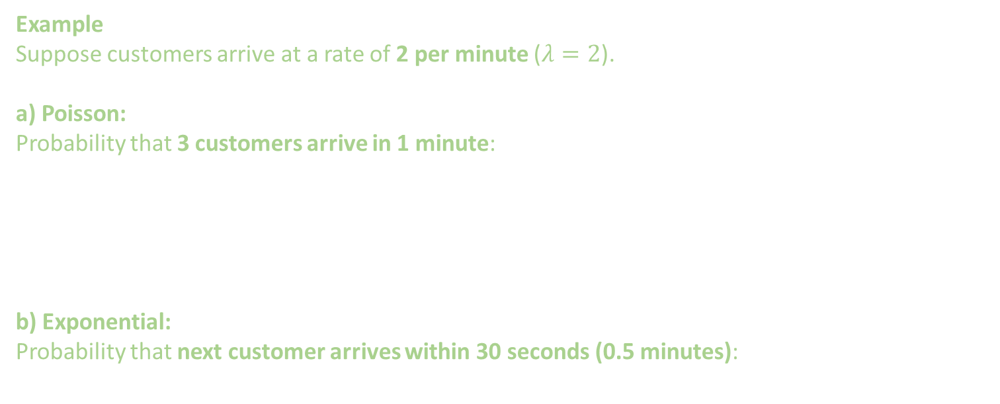 Example
Suppose customers arrive at a rate of 2 per minute (λ = 2).
a) Poisson:
Probability that 3 customers arrive in 1 minute:
b) Exponential:
Probability that next customer arrives within 30 seconds (0.5 minutes):